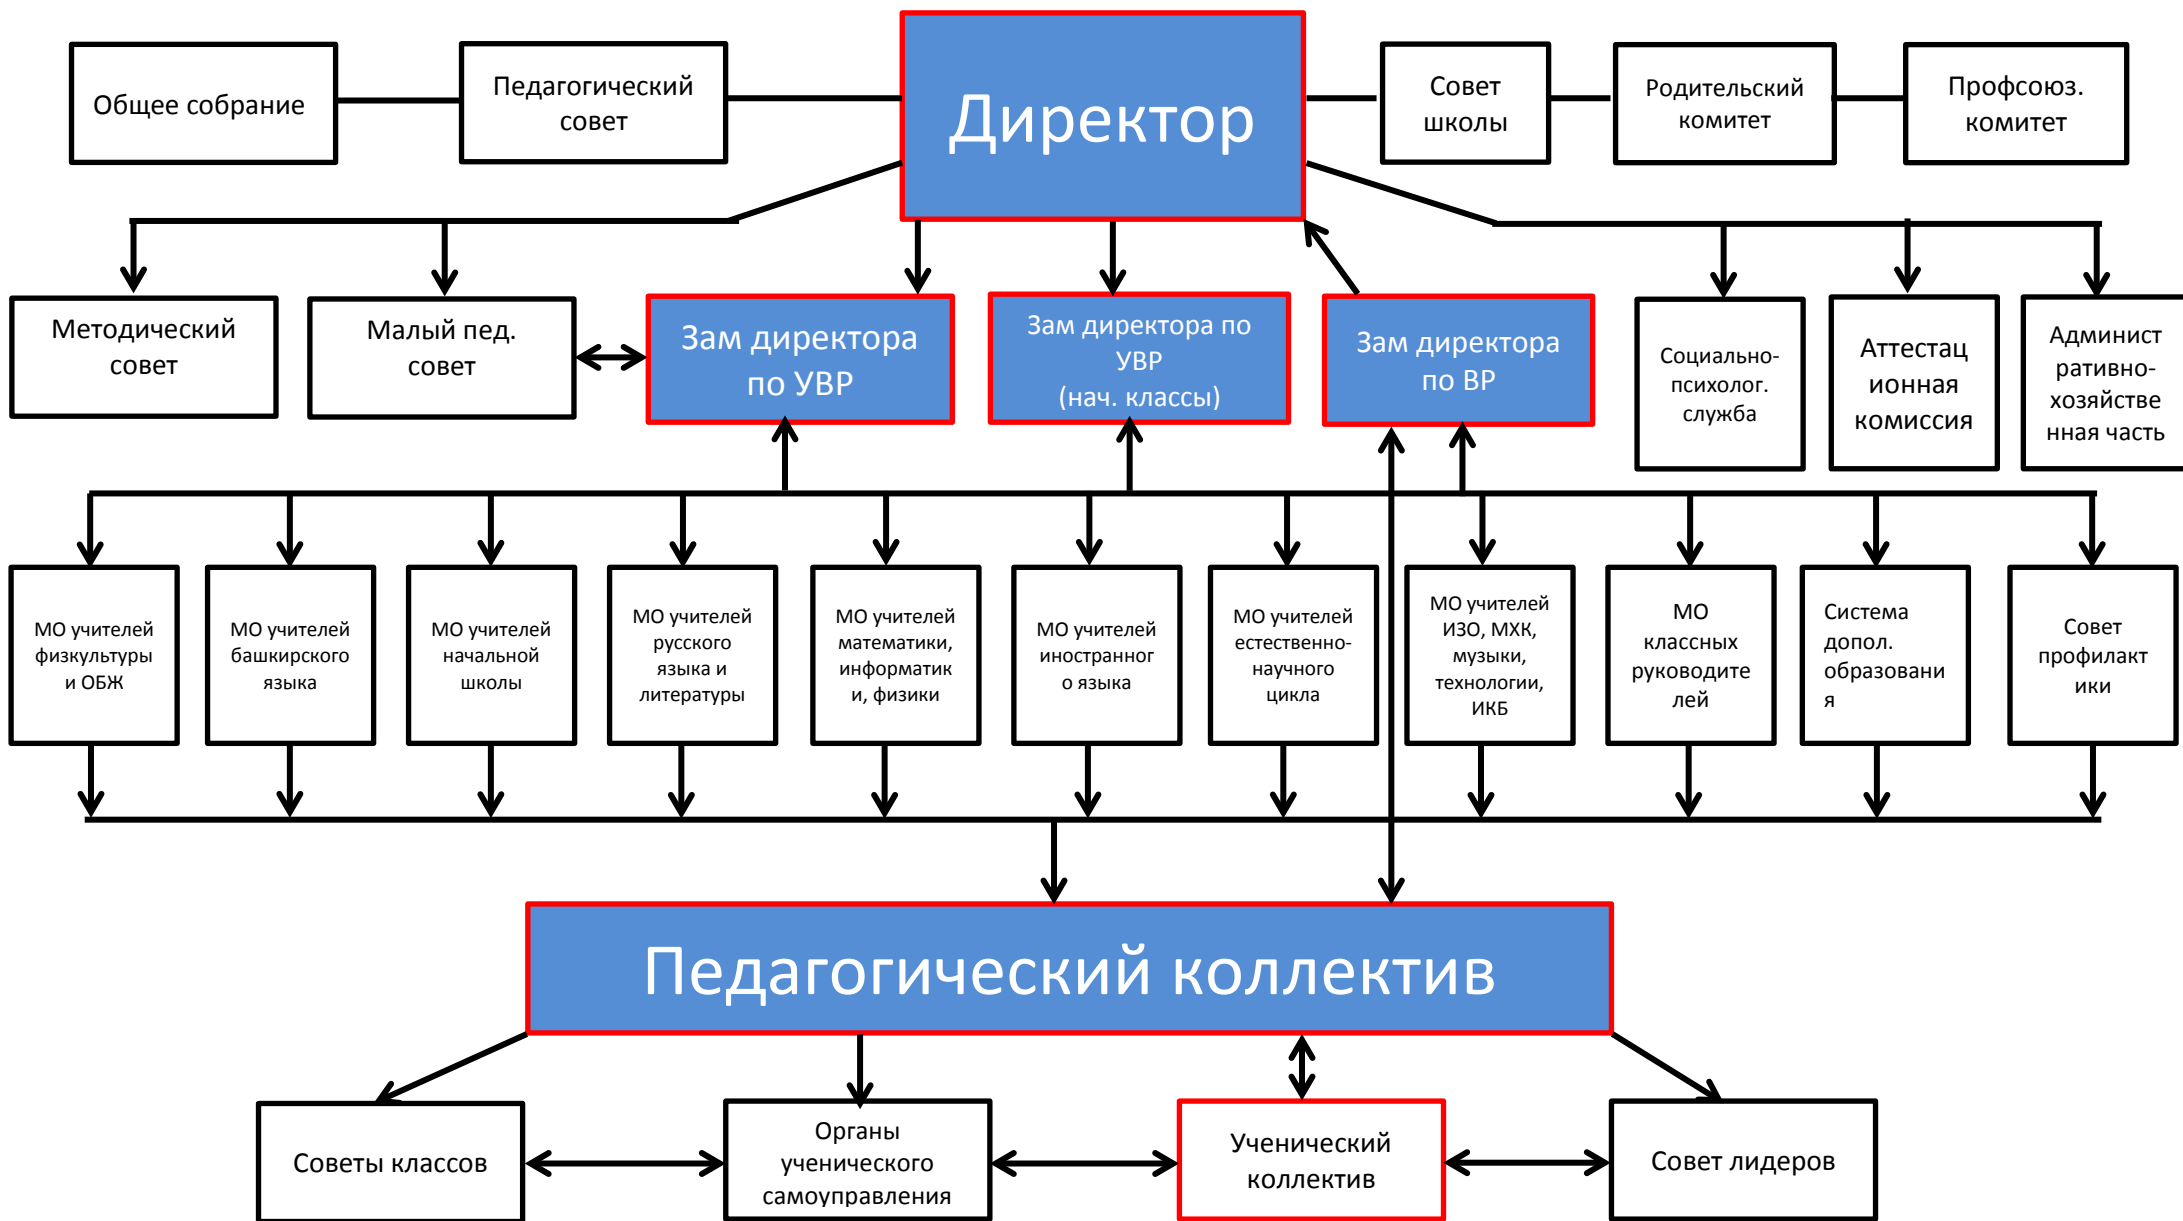 Общее собрание
Педагогический
совет
Директор
Совет
школы
Родительский
комитет
Профсоюз.
комитет
Методический
совет
Малый пед.
совет
Зам директора
по УВР
Зам директора по
УВР
(нач. классы)
Зам директора
по ВР
Социально-
психолог.
служба
Аттестац
ионная
комиссия
Админист
ративно-
хозяйстве
нная часть
МО учителей
физкультуры
и ОБЖ
МО учителей
башкирского
языка
МО учителей
начальной
школы
МО учителей
русского
языка и
литературы
МО учителей
математики,
информатик
и, физики
МО учителей
иностранног
о языка
МО учителей
естественно-
научного
цикла
МО учителей
ИЗО, МХК,
музыки,
технологии,
ИКБ
МО
классных
руководите
лей
Система
допол.
образовани
я
Совет
профилакт
ики
Педагогический коллектив
Советы классов
Органы
ученического
самоуправления
Ученический
коллектив
Совет лидеров